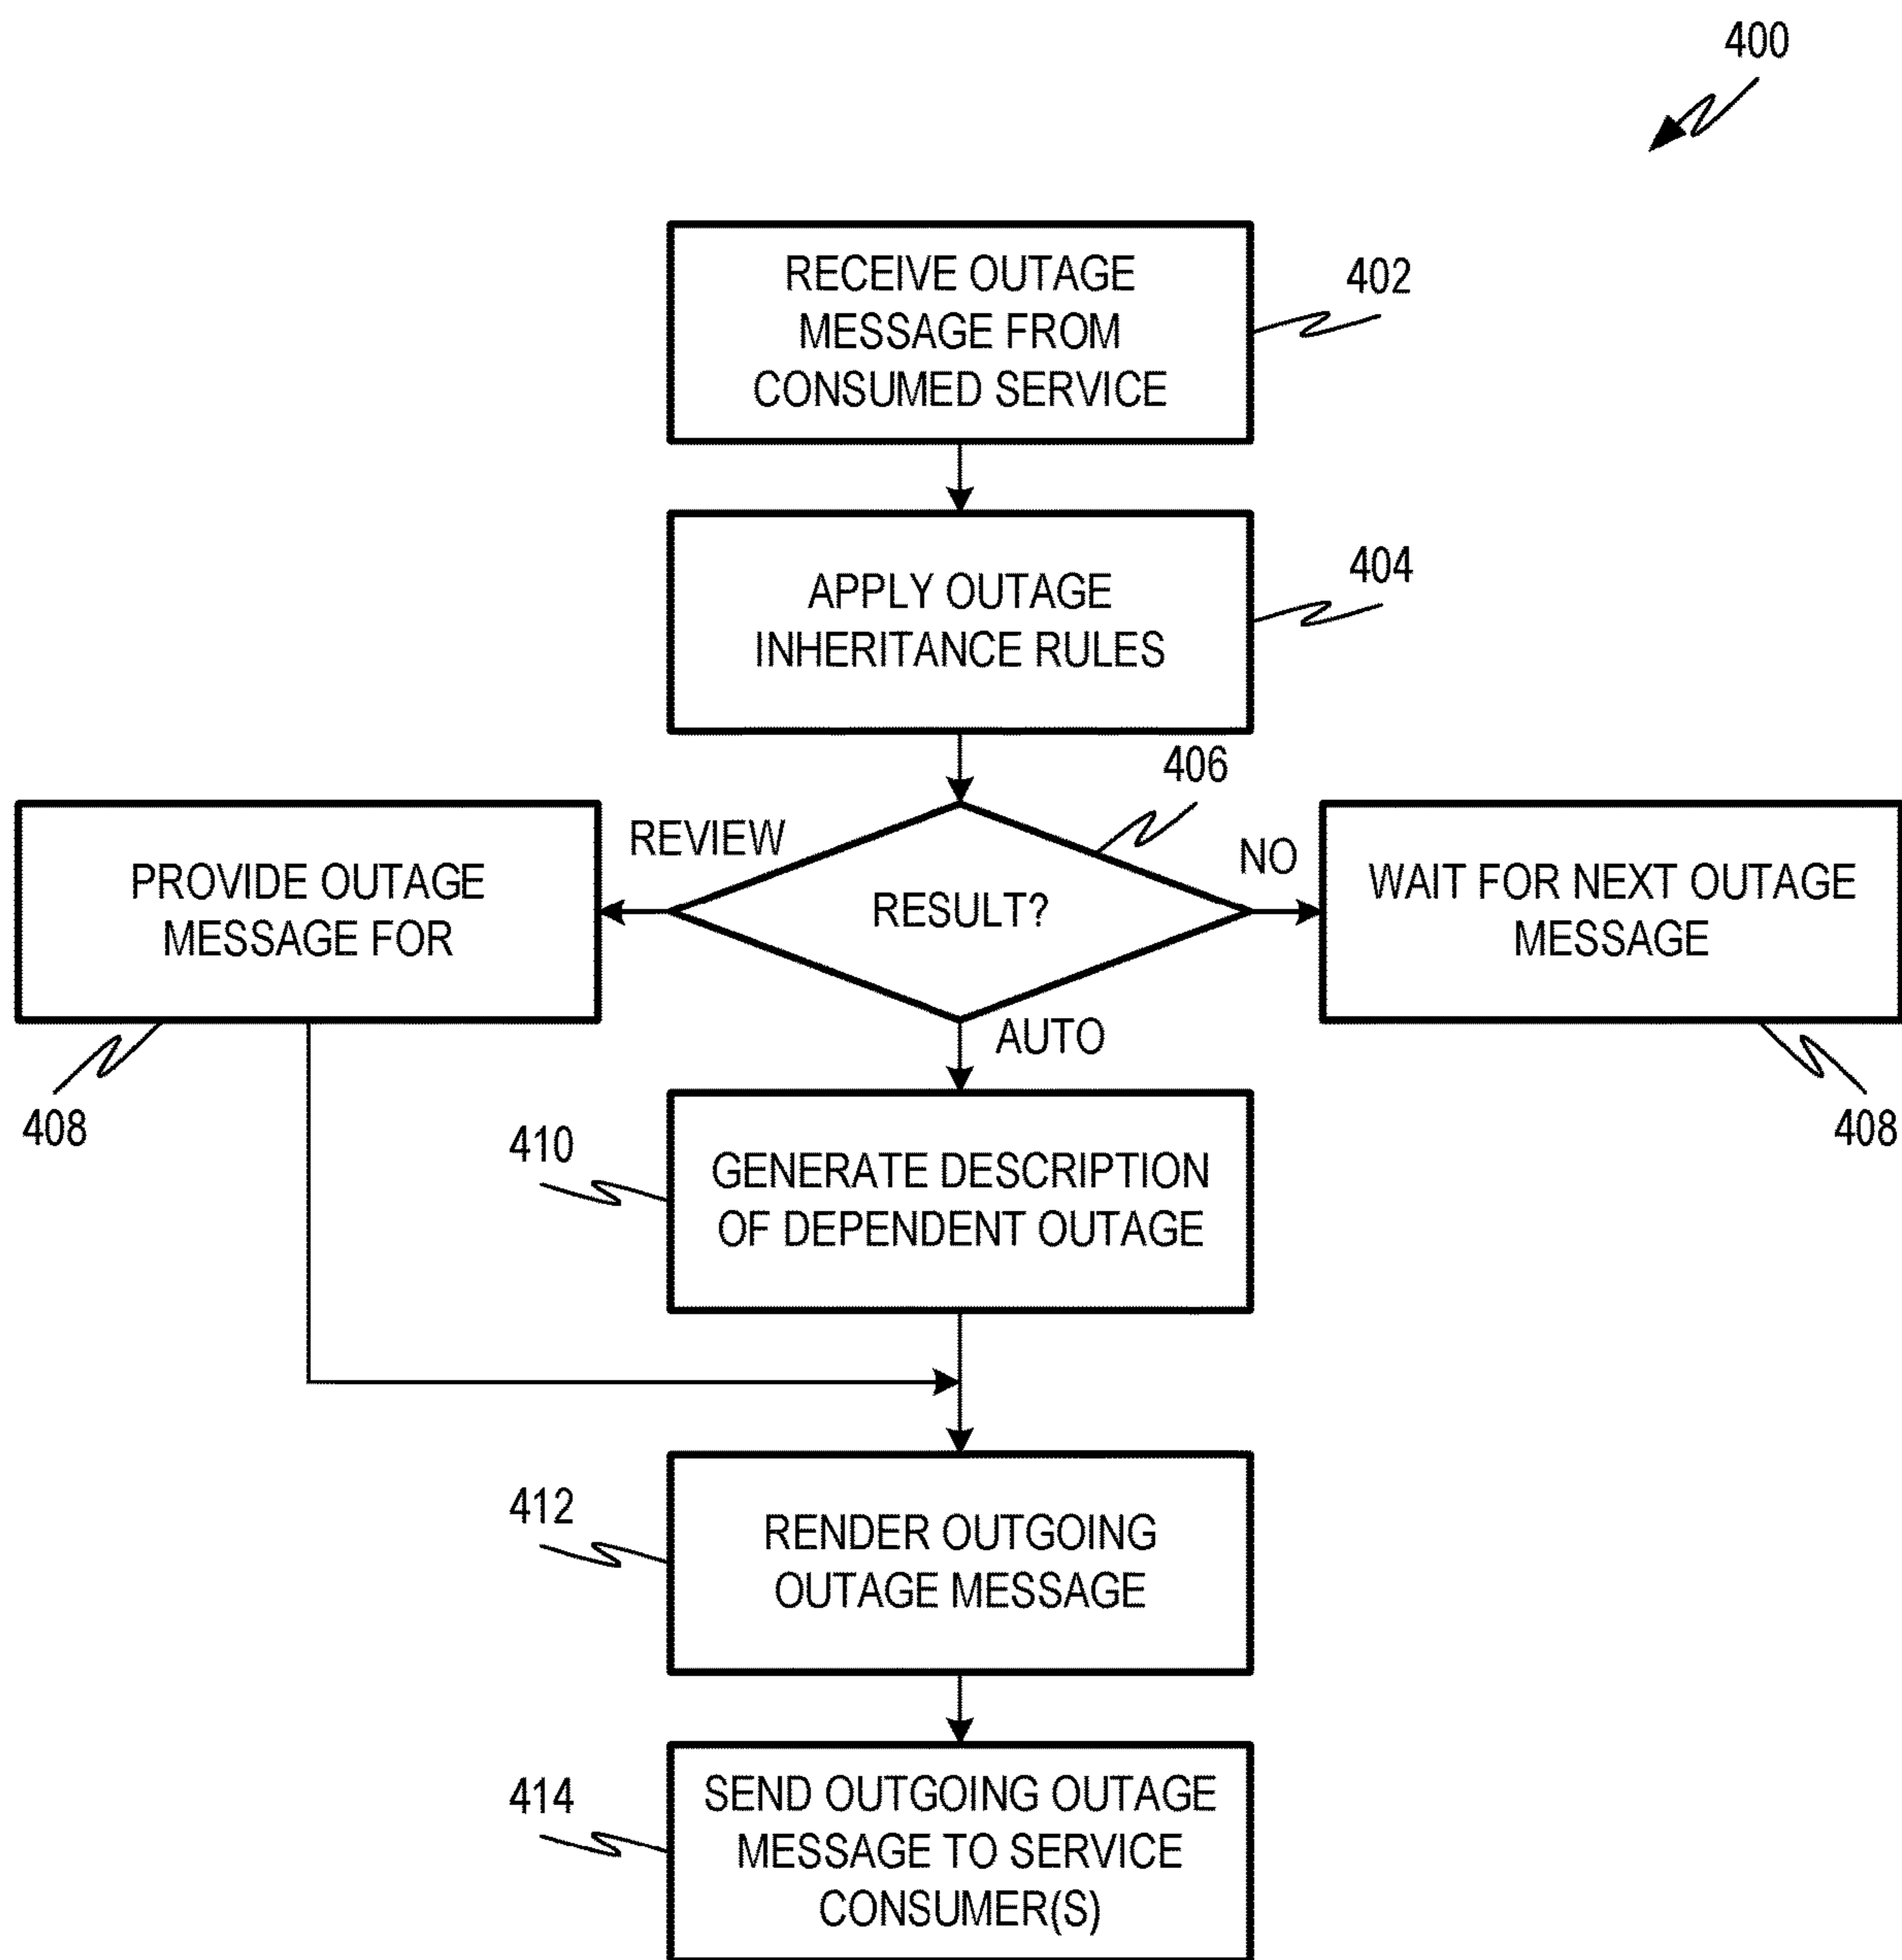 400
RECEIVE OUTAGE
MESSAGE FROM
CONSUMED SERVICE
402
APPLY OUTAGE
INHERITANCE RULES
404
406
REVIEW
NO
PROVIDE OUTAGE
MESSAGE FOR
RESULT?
WAIT FOR NEXT OUTAGE
MESSAGE
AUTO
408
408
410
GENERATE DESCRIPTION
OF DEPENDENT OUTAGE
412
RENDER OUTGOING
OUTAGE MESSAGE
414
SEND OUTGOING OUTAGE
MESSAGE TO SERVICE
CONSUMER(S)